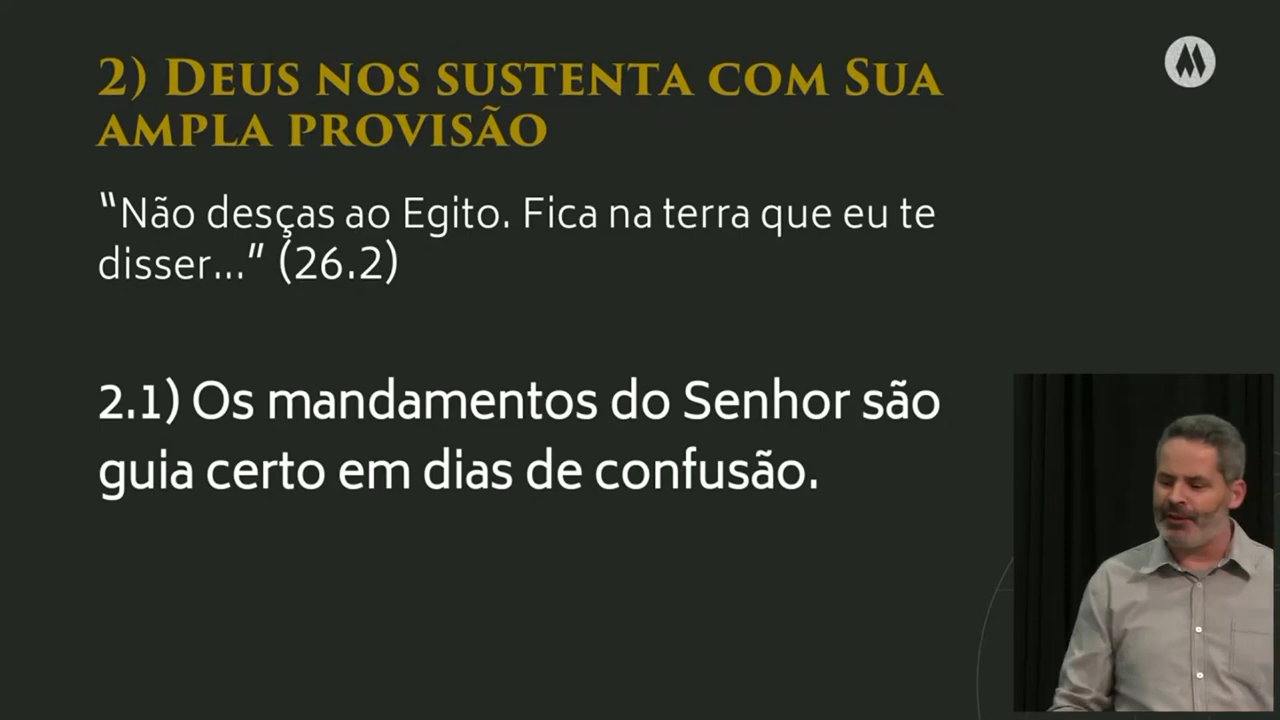 2) Deus nos sustenta com Sua
ampla provisão
“Não desças ao Egito. Fica na terra que eu te
disser...” (26.2)
2.1) Os mandamentos do Senhor são
guia certo em dias de confusão.